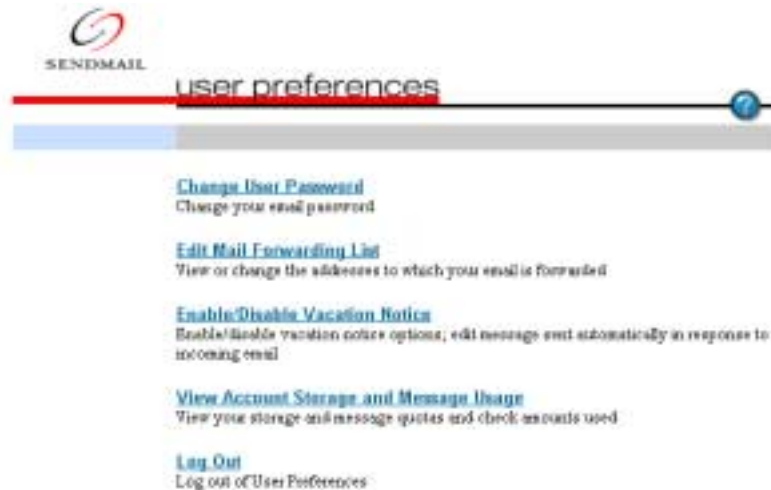 SENDMAIL
user preferences
?
Change User Password
Change your email password
Edit Mail Forwarding List
View or change the addresses to which your email is forwarded
Enable/Disable Vacation Notice
Enable/disable vacation notice options, edit message sent automatically in response to
incoming email
View Account Storage and Message Usage
View your storage and message quotas and check amounts used
Log Out
Log out of User Preferences